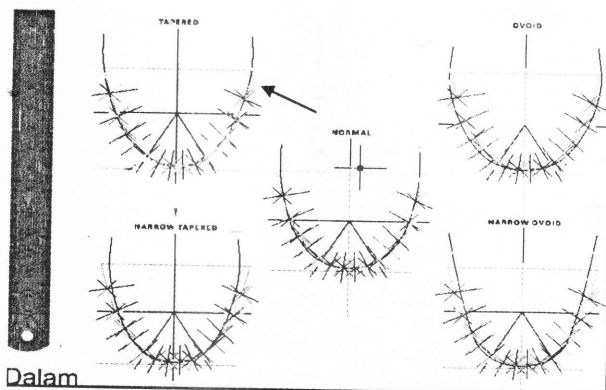 TAPERED
OVOID
NORMAL
NARROW TAPERED
NARROW OVOID
Dalam